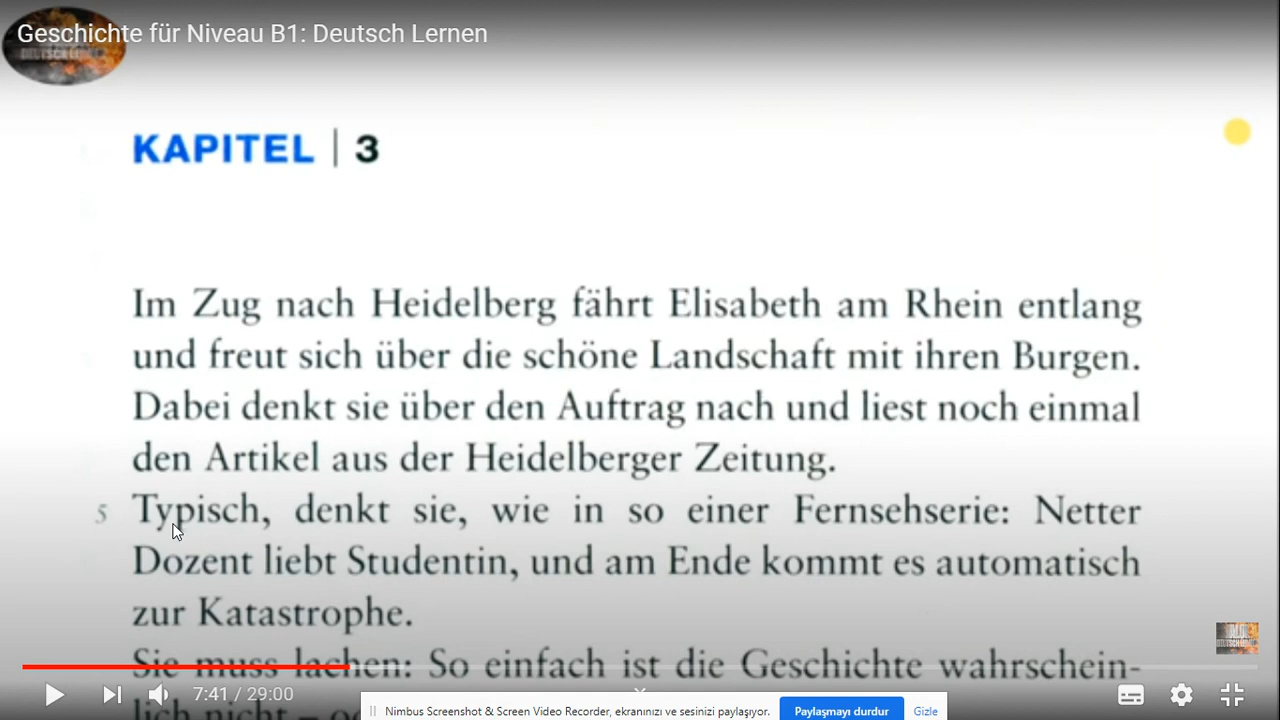 Geschichte für Niveau B1: Deutsch Lernen
KAPITEL | 3
Im Zug nach Heidelberg fährt Elisabeth am Rhein entlang
und freut sich über die schöne Landschaft mit ihren Burgen.
Dabei denkt sie über den Auftrag nach und liest noch einmal
den Artikel aus der Heidelberger Zeitung.
5 Typisch, denkt sie, wie in so einer Fernsehserie: Netter
Dozent liebt Studentin, und am Ende kommt es automatisch
zur Katastrophe.
Sie muss lachen: So einfach ist die Geschichte wahrschein-
lich nicht –
7:41 / 29:00
Nimbus Screenshot & Screen Video Recorder, ekranınızı ve sesinizi paylaşıyor.
Paylaşmayı durdur
Gizle